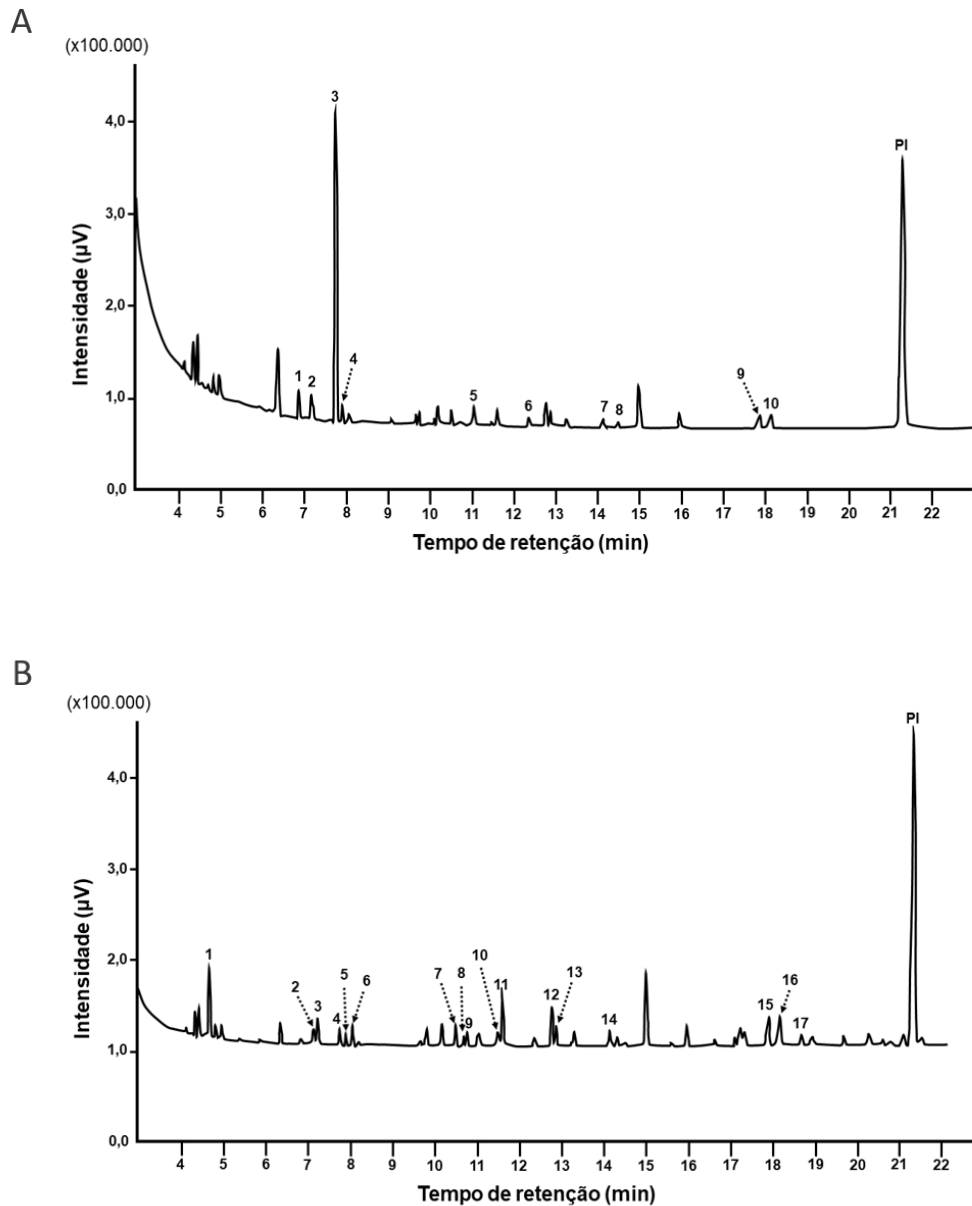 A
(x100.000)
4,0
3,0
2,0
1,0
0,0
Intensidade (µV)
1 2 3 4 5 6 7 8 9 10 PI
4 5 6 7 8 9 10 11 12 13 14 15 16 17 18 19 20 21 22
Tempo de retenção (min)
B
(x100.000)
4,0
3,0
2,0
1,0
0,0
Intensidade (µV)
1 2 3 4 5 6 7 8 9 10 11 12 13 14 15 16 17 PI
4 5 6 7 8 9 10 11 12 13 14 15 16 17 18 19 20 21 22
Tempo de retenção (min)